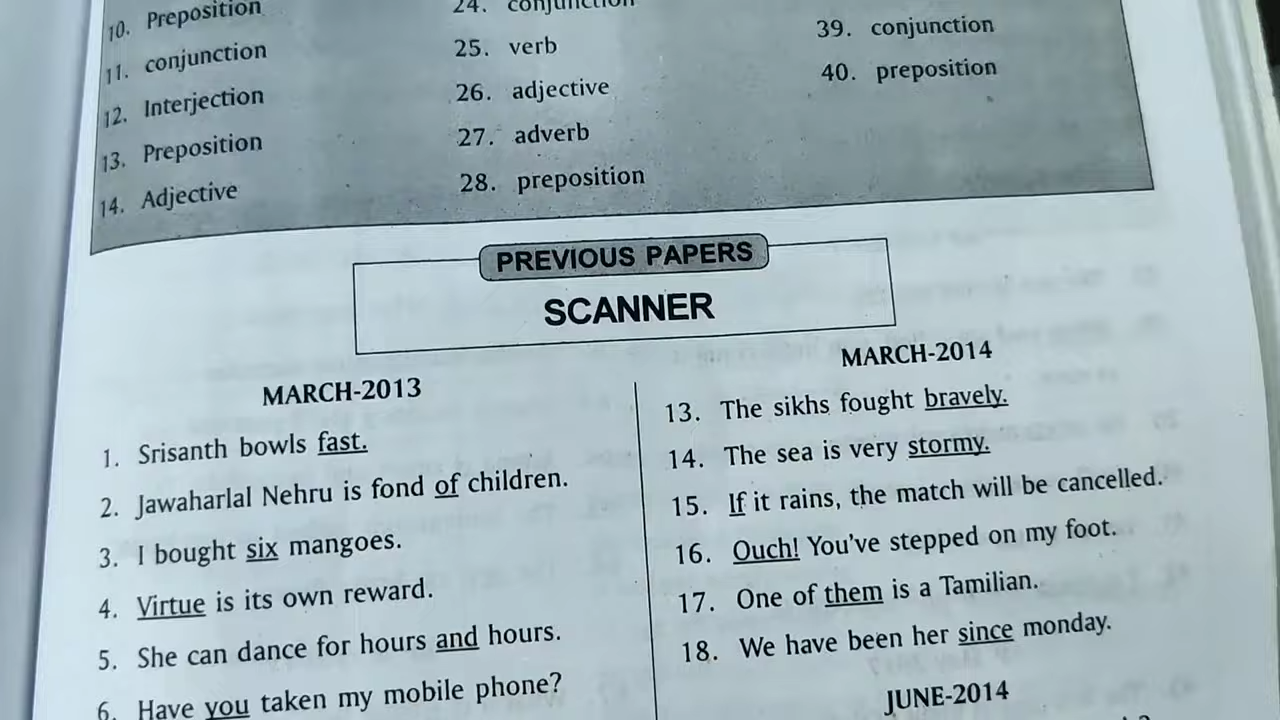 10. Preposition
11. conjunction
12. Interjection
13. Preposition
14. Adjective
24. conjunction
25. verb
26. adjective
27. adverb
28. preposition
39. conjunction
40. preposition
PREVIOUS PAPERS
SCANNER
MARCH-2013
1. Srisanth bowls fast.
2. Jawaharlal Nehru is fond of children.
3. I bought six mangoes.
4. Virtue is its own reward.
5. She can dance for hours and hours.
6. Have you taken my mobile phone?
MARCH-2014
13. The sikhs fought bravely.
14. The sea is very stormy.
15. If it rains, the match will be cancelled.
16. Ouch! You've stepped on my foot.
17. One of them is a Tamilian.
18. We have been her since monday.
JUNE-2014